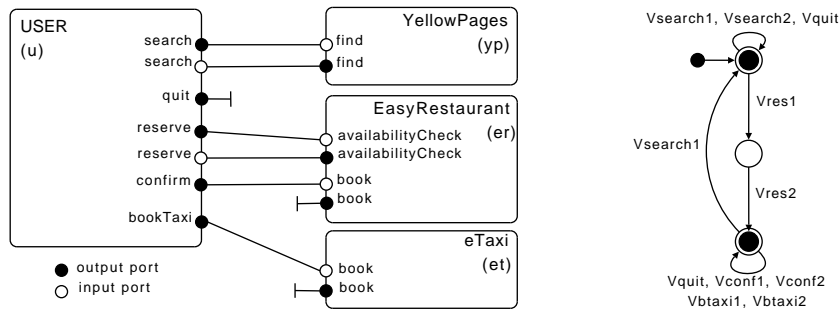 USER
(u)
search
search
quit
reserve
reserve
confirm
bookTaxi
output port
input port
YellowPages
(yp)
find
find
EasyRestaurant
(er)
availabilityCheck
availabilityCheck
book
book
eTaxi
(et)
book
book
Vsearch1, Vsearch2, Vquit
Vres1
Vsearch1
Vres2
Vquit, Vconf1, Vconf2
Vbtaxi1, Vbtaxi2